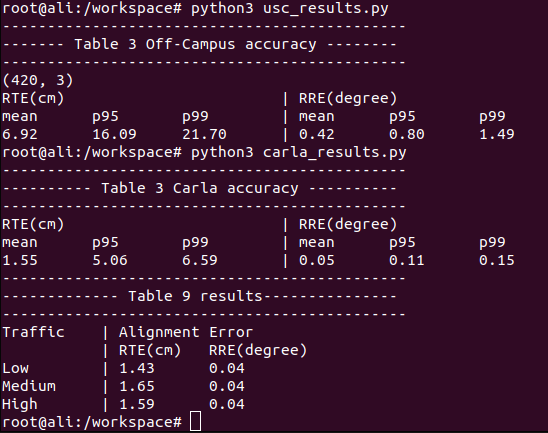 root@ali:/workspace# python3 usc_results.py
---------------------------------------------
------- Table 3 Off-Campus accuracy --------
---------------------------------------------
(420, 3)
RTE(cm) | RRE(degree)
mean p95 p99 | mean p95 p99
6.92 16.09 21.70 | 0.42 0.80 1.49
root@ali:/workspace# python3 carla_results.py
---------------------------------------------
---------- Table 3 Carla accuracy ----------
---------------------------------------------
RTE(cm) | RRE(degree)
mean p95 p99 | mean p95 p99
1.55 5.06 6.59 | 0.05 0.11 0.15
---------------------------------------------
------------- Table 9 results---------------
---------------------------------------------
Traffic | Alignment Error
| RTE(cm) RRE(degree)
Low | 1.43 0.04
Medium | 1.65 0.04
High | 1.59 0.04
root@ali:/workspace#